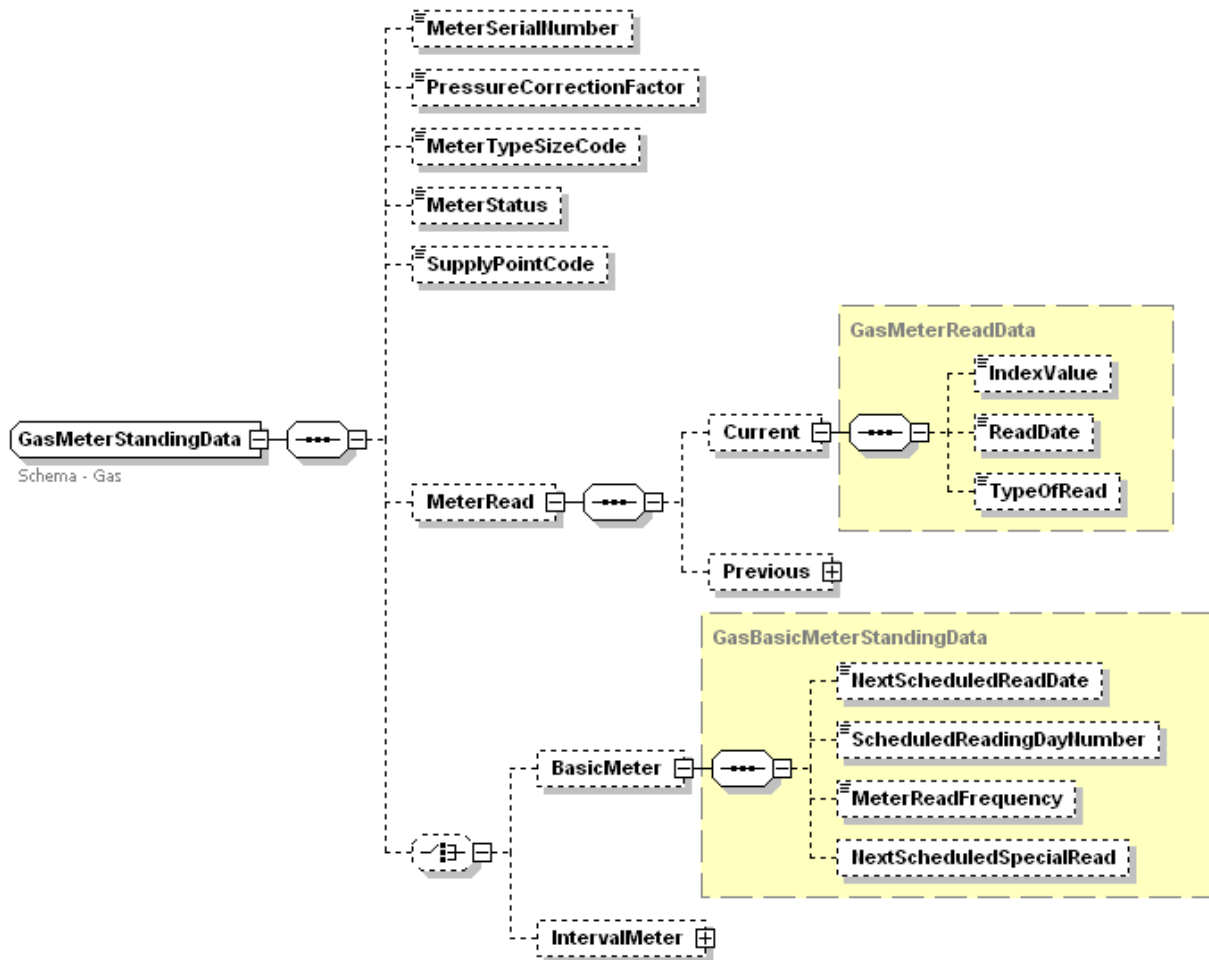 MeterSerialNumber
PressureCorrectionFactor
MeterTypeSizeCode
MeterStatus
SupplyPointCode
GasMeterStandingData
Schema - Gas
MeterRead
Current
GasMeterReadData
IndexValue
ReadDate
TypeOfRead
Previous
BasicMeter
GasBasicMeterStandingData
NextScheduledReadDate
ScheduledReadingDayNumber
MeterReadFrequency
NextScheduledSpecialRead
IntervalMeter